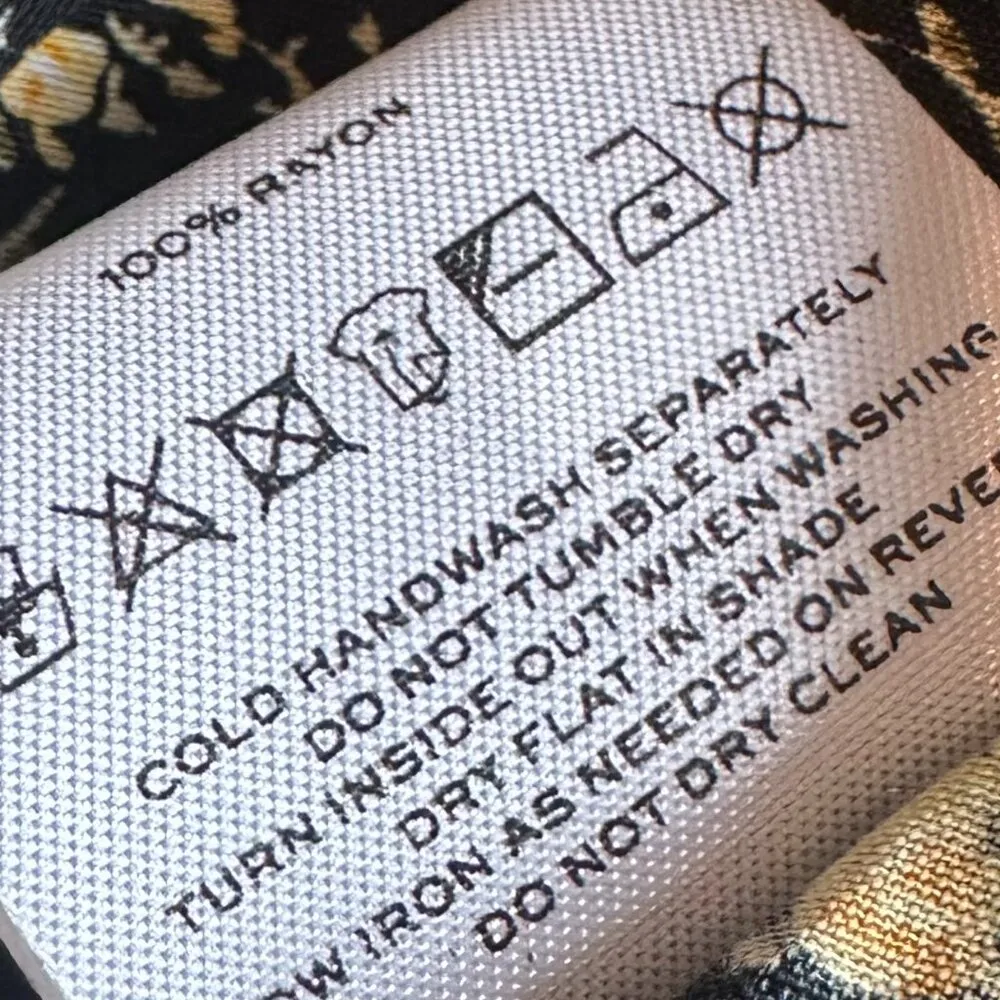 100% RAYON
COLD HANDWASH SEPARATELY
DO NOT TUMBLE DRY
TURN INSIDE OUT WHEN WASHING
DRY FLAT IN SHADE
IRON AS NEEDED ON
DO NOT DRY CLEAN